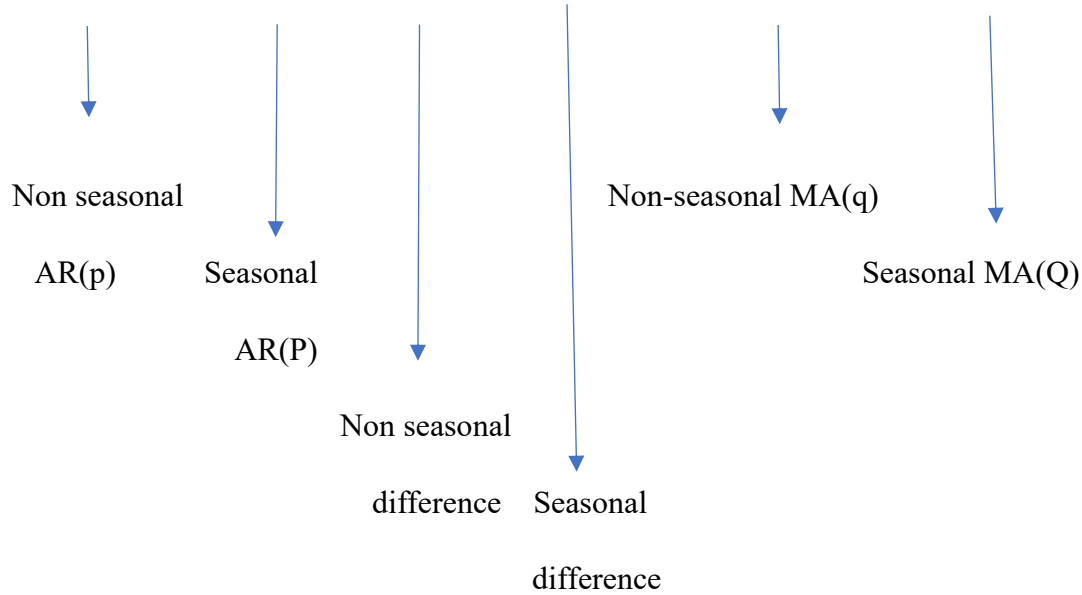 Non seasonal
AR(p)
Seasonal
AR(P)
Non seasonal
difference
Seasonal
difference
Non-seasonal MA(q)
Seasonal MA(Q)